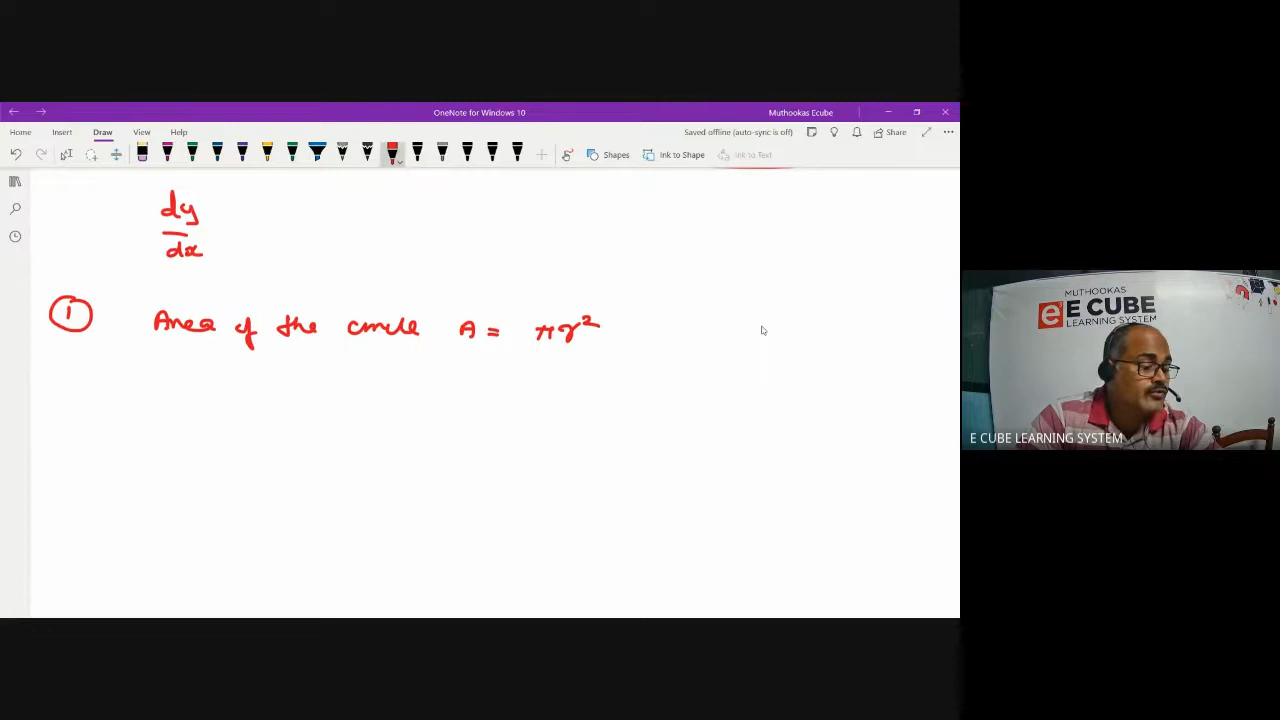 OneNote for Windows 10
Muthookas Ecube
Home Insert Draw View Help
Saved offline (auto-sync is off)
Share
Shapes
Ink to Shape
Ink to Text
dy
dx
1 Area of the circle A = πr²
MUTHOOKAS
e E CUBE
LEARNING SYSTEM
E CUBE LEARNING SYSTEM